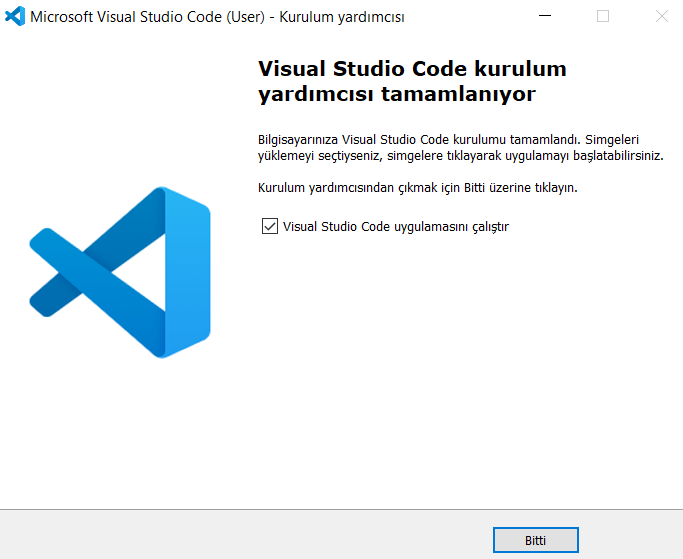 Microsoft Visual Studio Code (User) - Kurulum yardımcısı
Visual Studio Code kurulum
yardımcısı tamamlanıyor
Bilgisayarınıza Visual Studio Code kurulumu tamamlandı. Simgeleri
yüklemeyi seçtiyseniz, simgelere tıklayarak uygulamayı başlatabilirsiniz.
Kurulum yardımcısından çıkmak için Bitti üzerine tıklayın.
Visual Studio Code uygulamasını çalıştır
Bitti